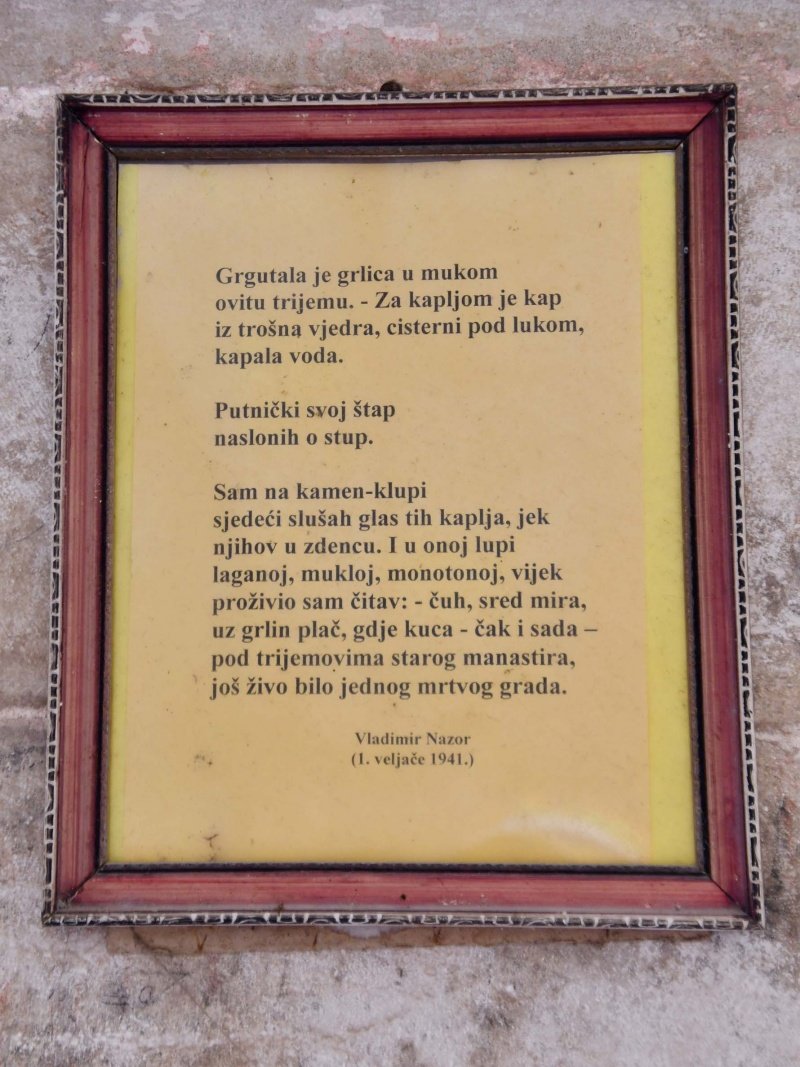 Grgutala je grlica u mukom
ovitu trijemu. - Za kapljom je kap
iz trošna vjedra, cisterni pod lukom,
kapala voda.
Putnički svoj štap
naslonih o stup.
Sam na kamen-klupi
sjedeći slušah glas tih kaplja, jek
njihov u zdencu. I u onoj lupi
laganoj, mukloj, monotonoj, vijek
proživio sam čitav: - čuh, sred mira,
uz grlin plač, gdje kuca - čak i sada –
pod trijemovima starog manastira,
još živo bilo jednog mrtvog grada.
Vladimir Nazor
(1. veljače 1941.)